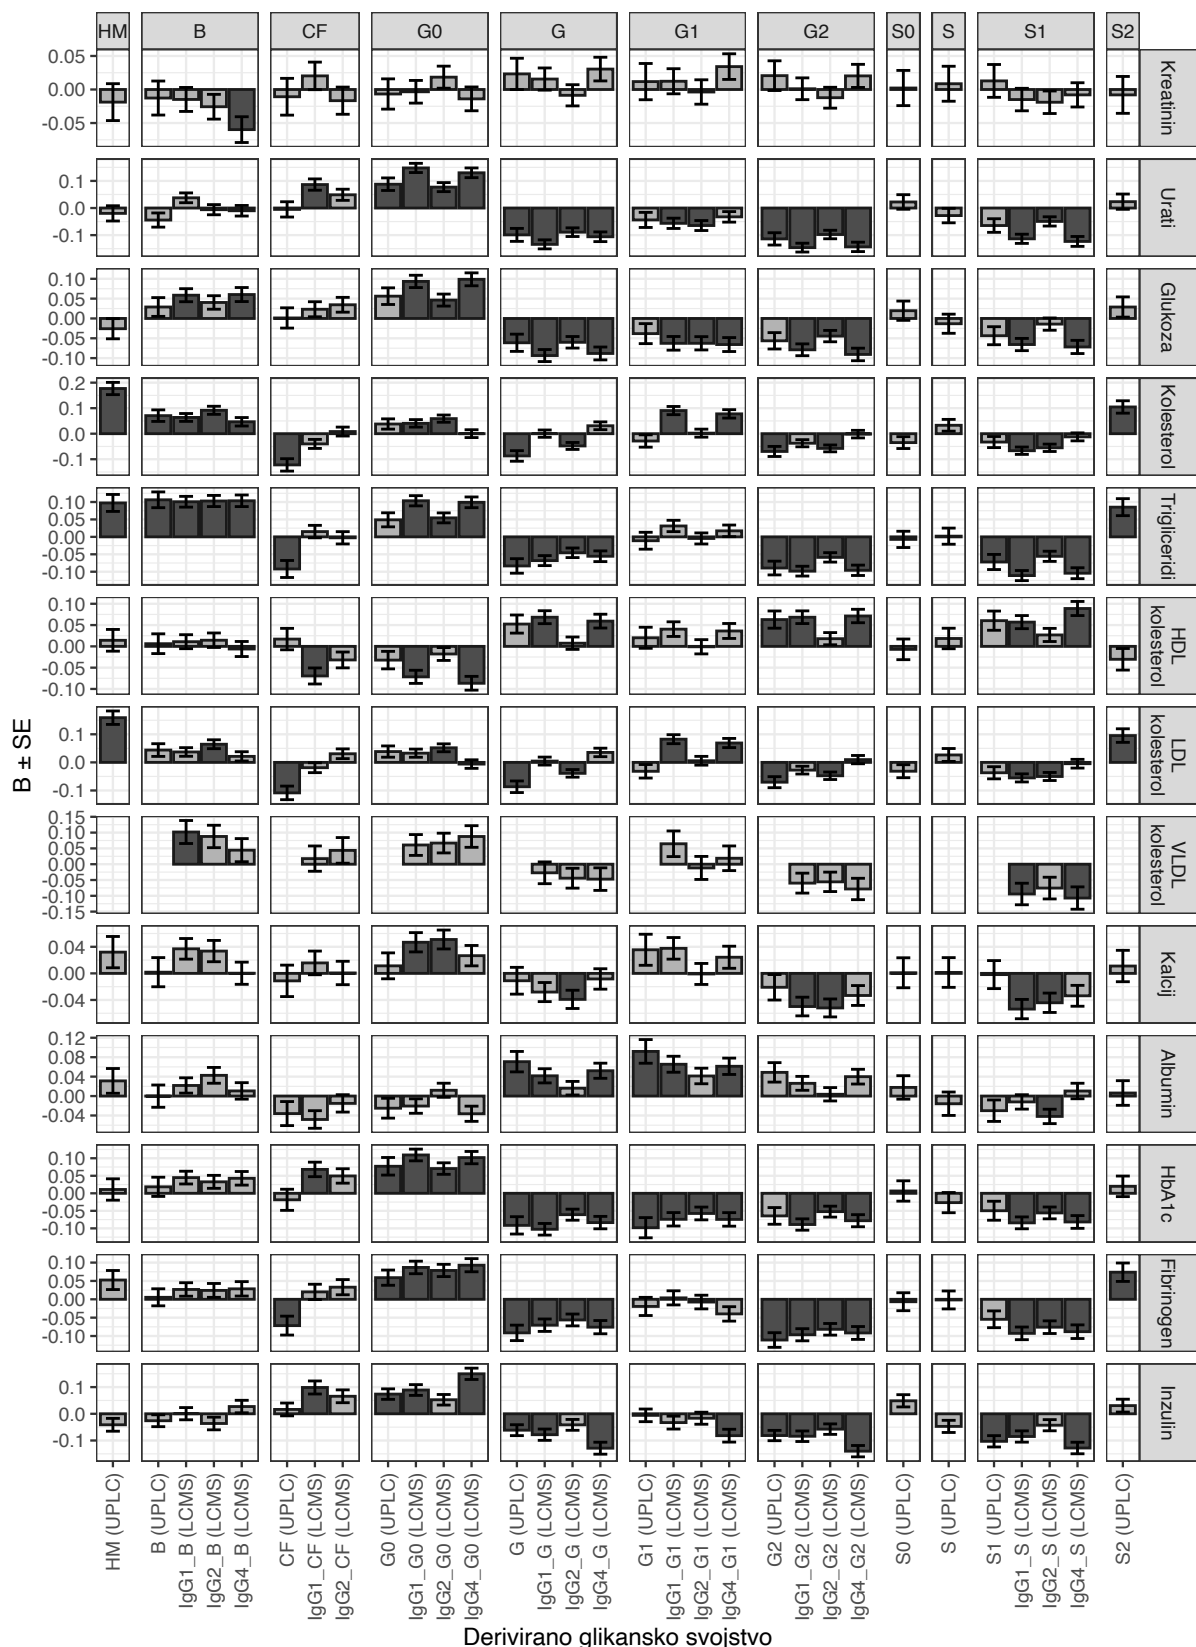 HM B CF G0 G G1 G2 S0 S S1 S2
0.05
0.00
-0.05
Kreatinin
0.1
0.0
-0.1
Urati
0.10
0.05
0.00
-0.05
-0.10
Glukoza
0.2
0.1
0.0
-0.1
Kolesterol
0.10
0.05
0.00
-0.05
-0.10
Trigliceridi
0.10
0.05
0.00
-0.05
-0.10
HDL
kolesterol
0.1
0.0
-0.1
LDL
kolesterol
0.15
0.10
0.05
0.00
-0.05
-0.10
-0.15
VLDL
kolesterol
0.04
0.00
-0.04
Kalcij
0.12
0.08
0.04
0.00
-0.04
Albumin
0.10
0.05
0.00
-0.05
-0.10
HbA1c
0.10
0.05
0.00
-0.05
-0.10
Fibrinogen
0.1
0.0
-0.1
Inzulin
B ± SE
HM (UPLC)
B (UPLC)
IgG1_B (LCMS)
IgG2_B (LCMS)
IgG4_B (LCMS)
CF (UPLC)
IgG1_CF (LCMS)
IgG2_CF (LCMS)
G0 (UPLC)
IgG1_G0 (LCMS)
IgG2_G0 (LCMS)
IgG4_G0 (LCMS)
G (UPLC)
IgG1_G (LCMS)
IgG2_G (LCMS)
IgG4_G (LCMS)
G1 (UPLC)
IgG1_G1 (LCMS)
IgG2_G1 (LCMS)
IgG4_G1 (LCMS)
G2 (UPLC)
IgG1_G2 (LCMS)
IgG2_G2 (LCMS)
IgG4_G2 (LCMS)
S0 (UPLC)
S (UPLC)
S1 (UPLC)
IgG1_S (LCMS)
IgG2_S (LCMS)
IgG4_S (LCMS)
S2 (UPLC)
Derivirano glikansko svojstvo